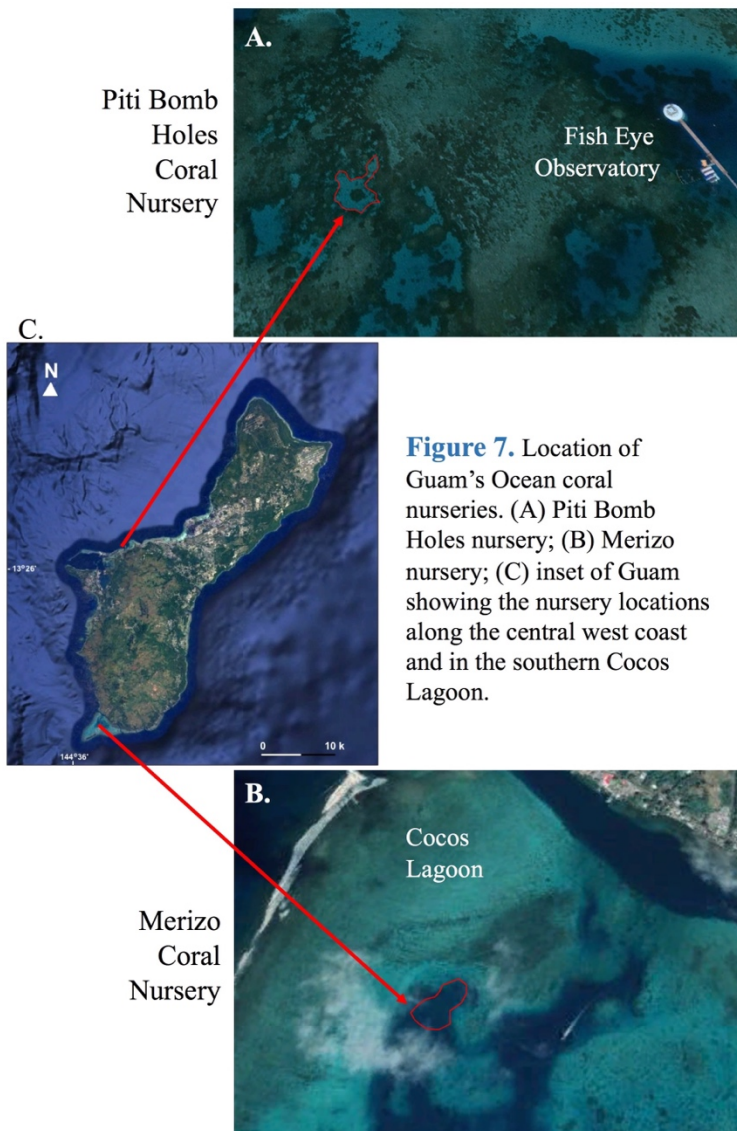 A.
Piti Bomb
Holes
Coral
Nursery
Fish Eye
Observatory
C.
N
13°26
144°36
0 10 k
Figure 7. Location of
Guam’s Ocean coral
nurseries. (A) Piti Bomb
Holes nursery; (B) Merizo
nursery; (C) inset of Guam
showing the nursery locations
along the central west coast
and in the southern Cocos
Lagoon.
B.
Cocos
Lagoon
Merizo
Coral
Nursery